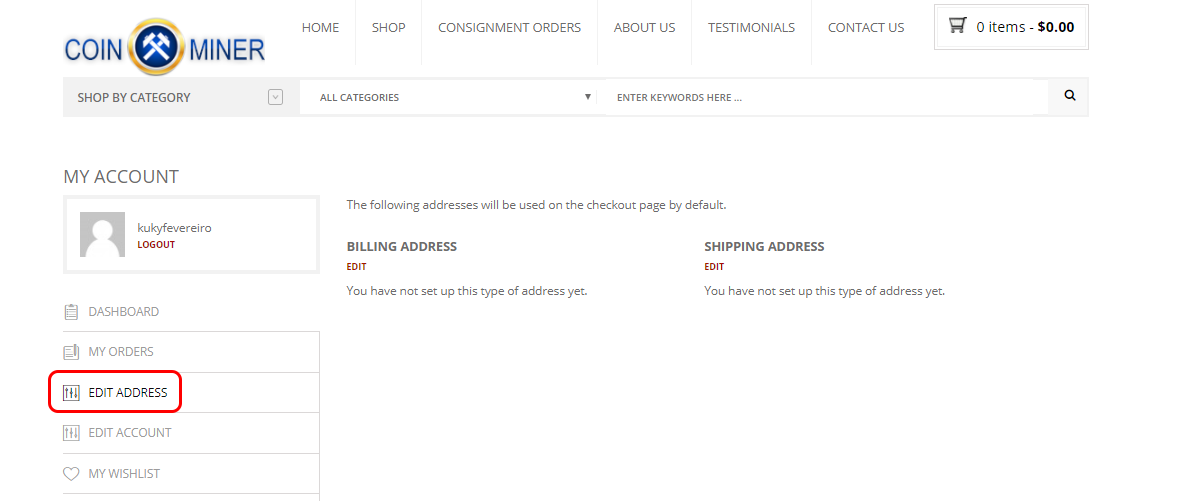 COIN MINER
HOME SHOP CONSIGNMENT ORDERS ABOUT US TESTIMONIALS CONTACT US 0 items - $0.00
SHOP BY CATEGORY ALL CATEGORIES ENTER KEYWORDS HERE ...
MY ACCOUNT
kukyfevereiro
LOGOUT
DASHBOARD
MY ORDERS
EDIT ADDRESS
EDIT ACCOUNT
MY WISHLIST
The following addresses will be used on the checkout page by default.
BILLING ADDRESS
EDIT
You have not set up this type of address yet.
SHIPPING ADDRESS
EDIT
You have not set up this type of address yet.